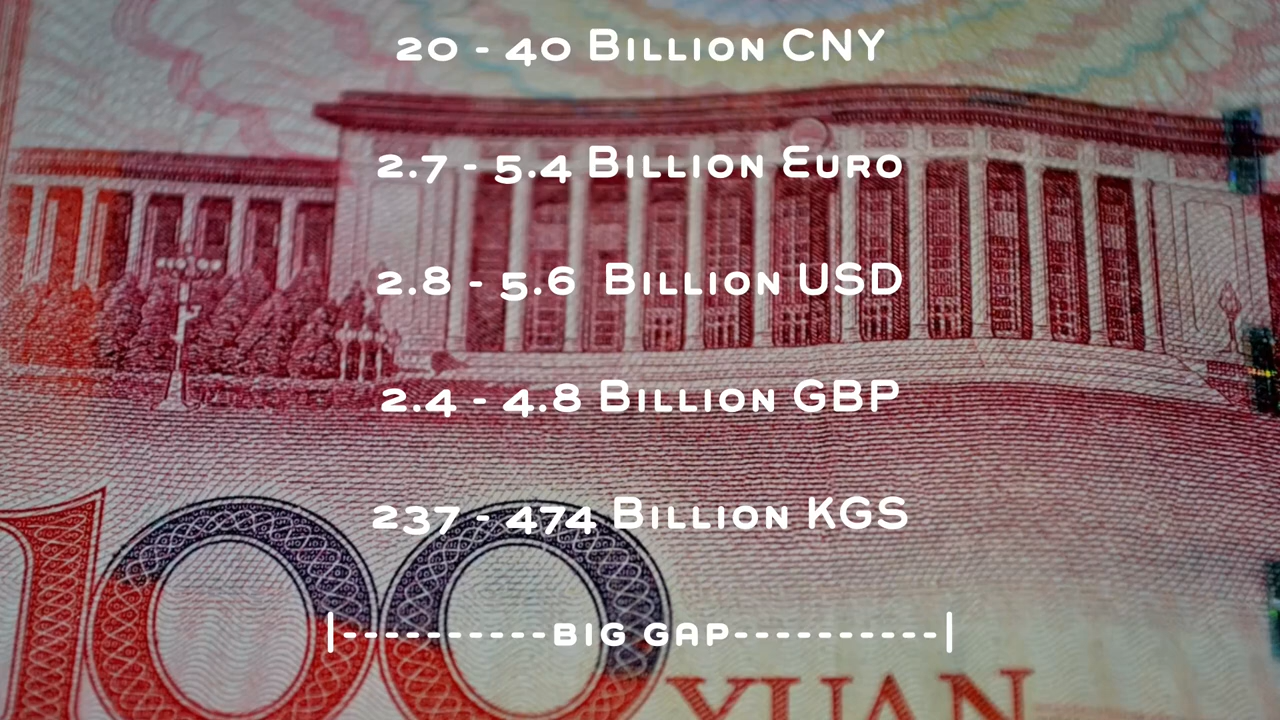 20 - 40 Billion CNY
2.7 - 5.4 Billion Euro
2.8 - 5.6 Billion USD
2.4 - 4.8 Billion GBP
237 - 474 Billion KGS
|----------BIG GAP----------|
100 YUAN